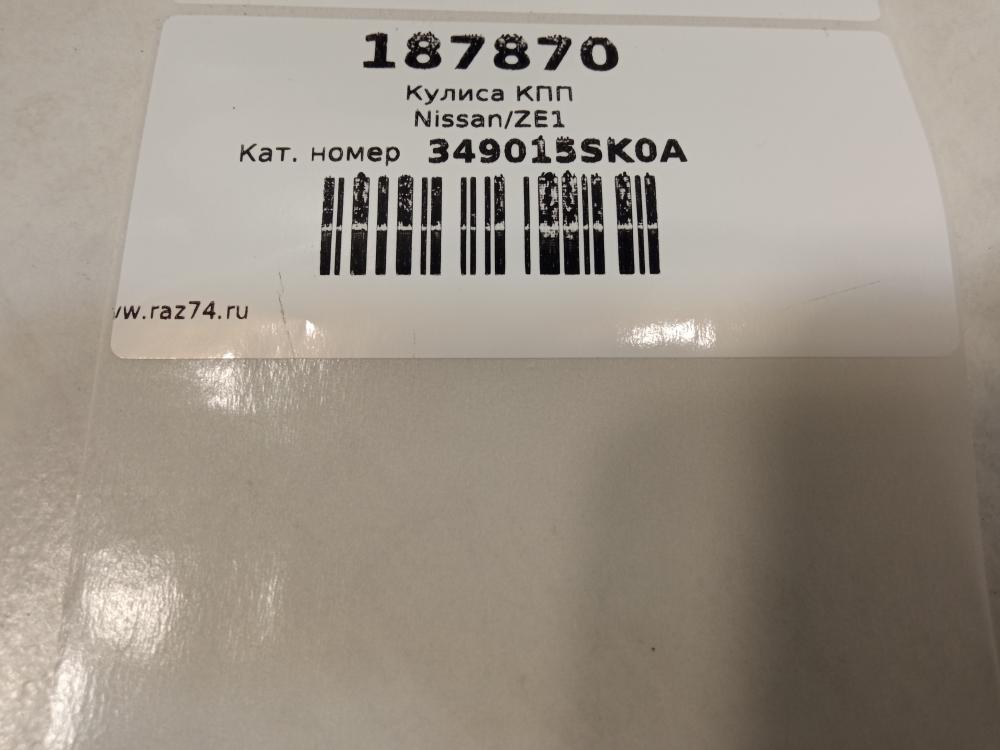 187870
Кулиса КПП
Nissan/ZE1
Кат. номер 349015SK0A
w.raz74.ru